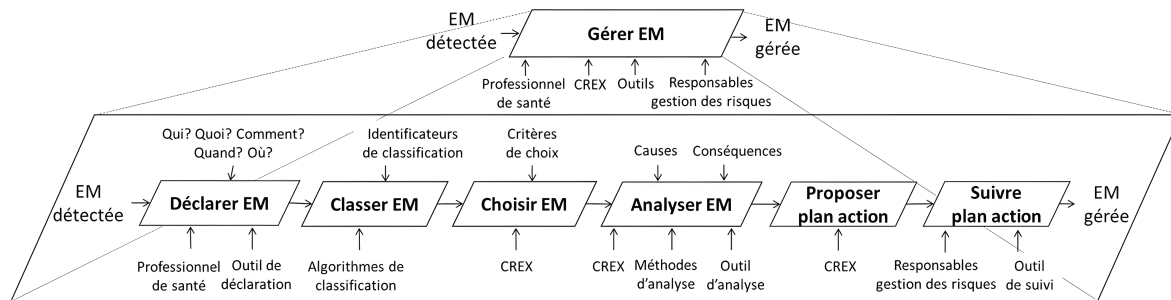 EM
détectée
Gérer EM
EM
gérée
Professionnel
de santé
CREX
Outils
Responsables
gestion des risques
Qui? Quoi? Comment?
Quand? Où?
Identificateurs
de classification
Critères
de choix
Causes
Conséquences
EM
détectée
Déclarer EM
Classer EM
Choisir EM
Analyser EM
Proposer
plan action
Suivre
plan action
EM
gérée
Professionnel
de santé
Outil de
déclaration
Algorithmes de
classification
CREX
CREX
Méthodes
d'analyse
Outil
d'analyse
CREX
Responsables
gestion des risques
Outil
de suivi